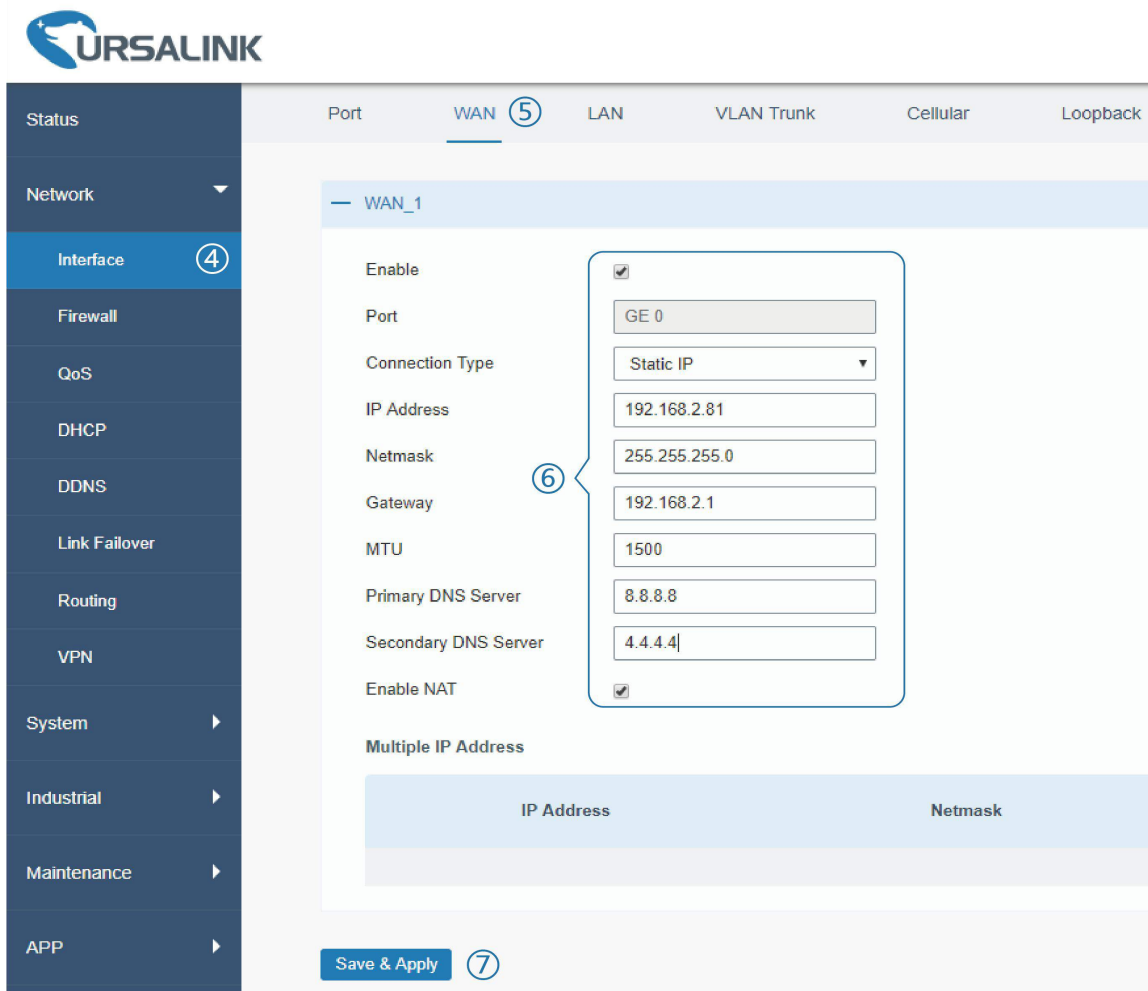 URSALINK
Status
Port WAN ⑤ LAN VLAN Trunk Cellular Loopback
Network
WAN_1
Interface ④
Enable
Firewall
Port GE 0
QoS
Connection Type Static IP
IP Address 192.168.2.81
DHCP
Netmask 255.255.255.0
⑥
DDNS
Gateway 192.168.2.1
Link Failover
MTU 1500
Routing
Primary DNS Server 8.8.8.8
Secondary DNS Server 4.4.4.4
VPN
Enable NAT
System
Multiple IP Address
Industrial
IP Address Netmask
Maintenance
APP
Save & Apply ⑦